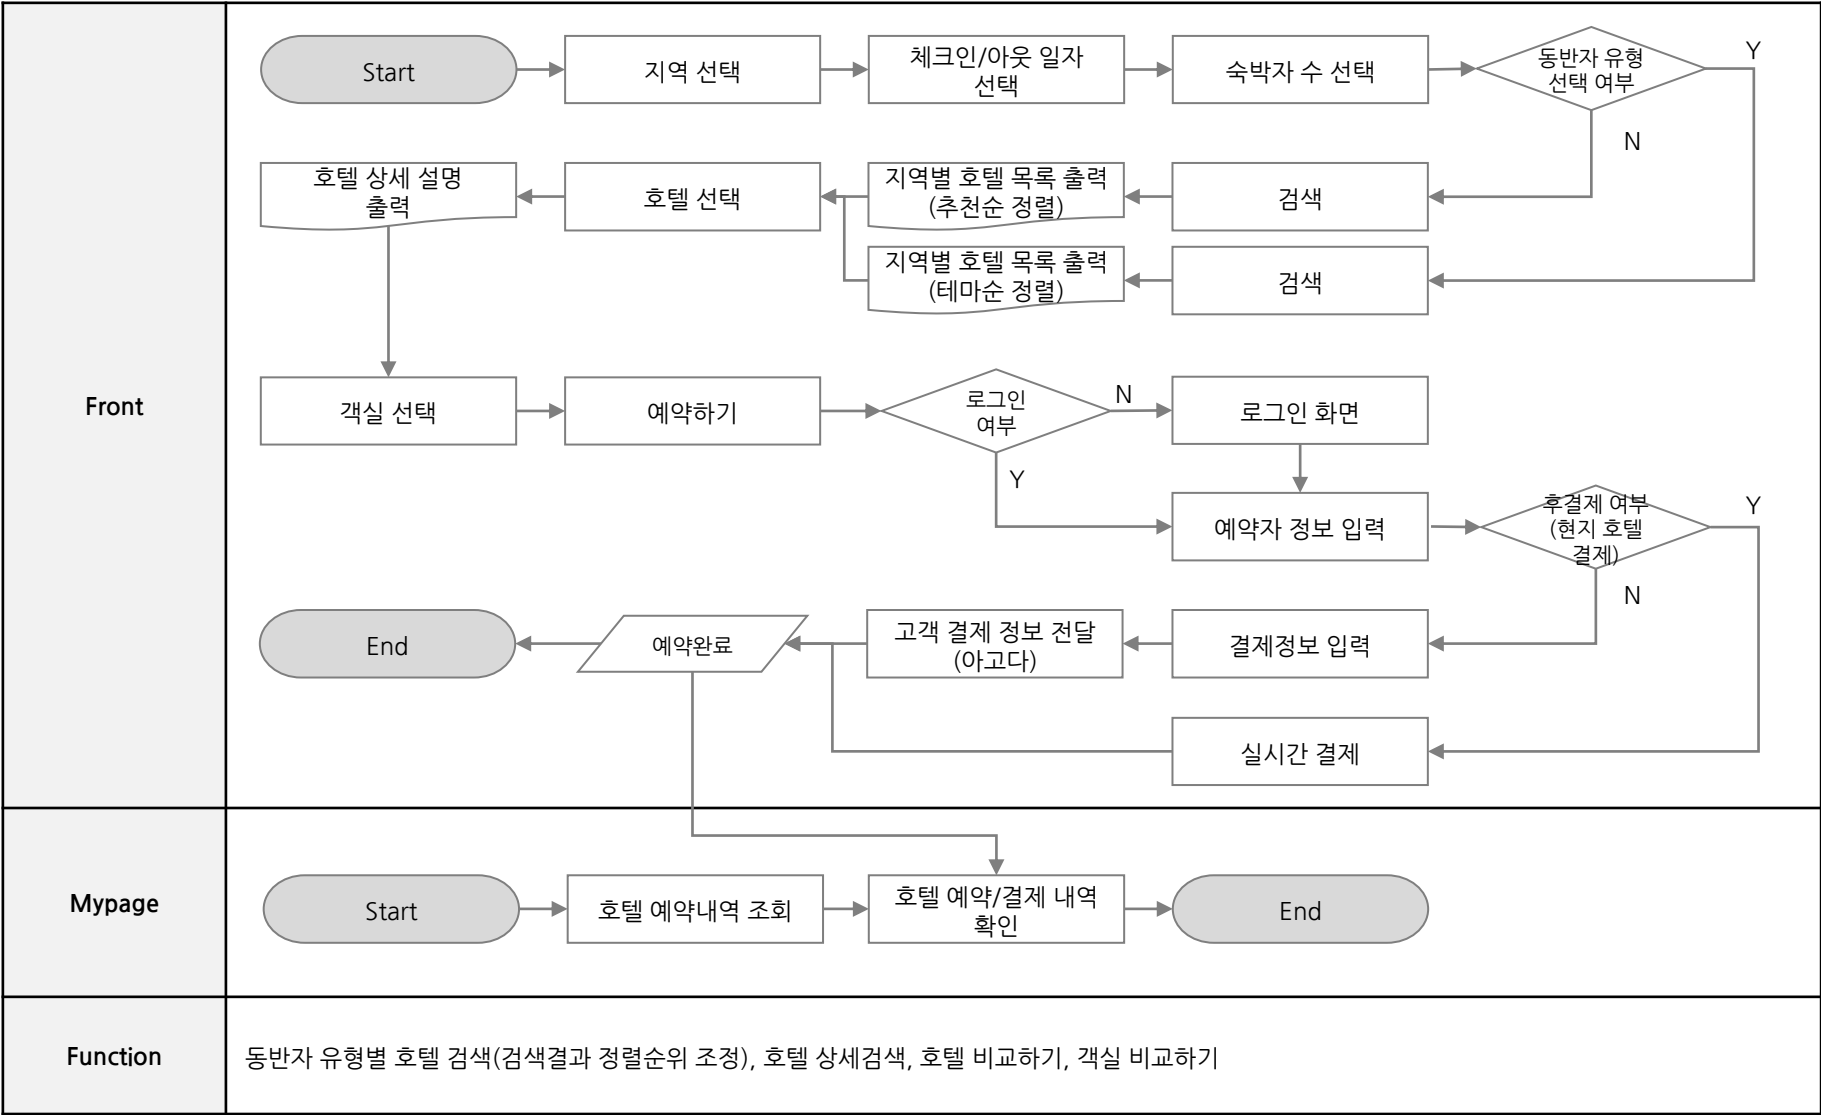 Front
Start
지역 선택
체크인/아웃 일자
선택
숙박자 수 선택
동반자 유형
선택 여부
Y
N
호텔 상세 설명
출력
호텔 선택
지역별 호텔 목록 출력
(추천순 정렬)
검색
지역별 호텔 목록 출력
(테마순 정렬)
검색
객실 선택
예약하기
로그인
여부
N
로그인 화면
Y
예약자 정보 입력
후결제 여부
(현지 호텔
결제)
Y
N
End
예약완료
고객 결제 정보 전달
(아고다)
결제정보 입력
실시간 결제
Mypage
Start
호텔 예약내역 조회
호텔 예약/결제 내역
확인
End
Function
동반자 유형별 호텔 검색(검색결과 정렬순위 조정), 호텔 상세검색, 호텔 비교하기, 객실 비교하기